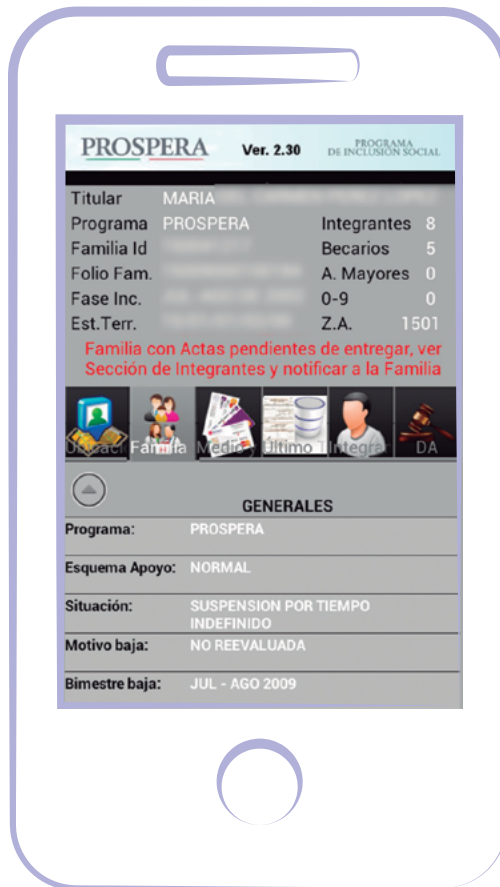 PROSPERA Ver. 2.30 PROGRAMA
DE INCLUSIÓN SOCIAL
Titular MARIA
Programa PROSPERA Integrantes 8
Familia Id Becarios 5
Folio Fam. A. Mayores 0
Fase Inc. 0-9 0
Est.Terr. Z.A. 1501
Familia con Actas pendientes de entregar, ver
Sección de Integrantes y notificar a la Familia
Familia Medio y Último DA
GENERALES
Programa: PROSPERA
Esquema Apoyo: NORMAL
Situación: SUSPENSION POR TIEMPO
INDEFINIDO
Motivo baja: NO REEVALUADA
Bimestre baja: JUL - AGO 2009